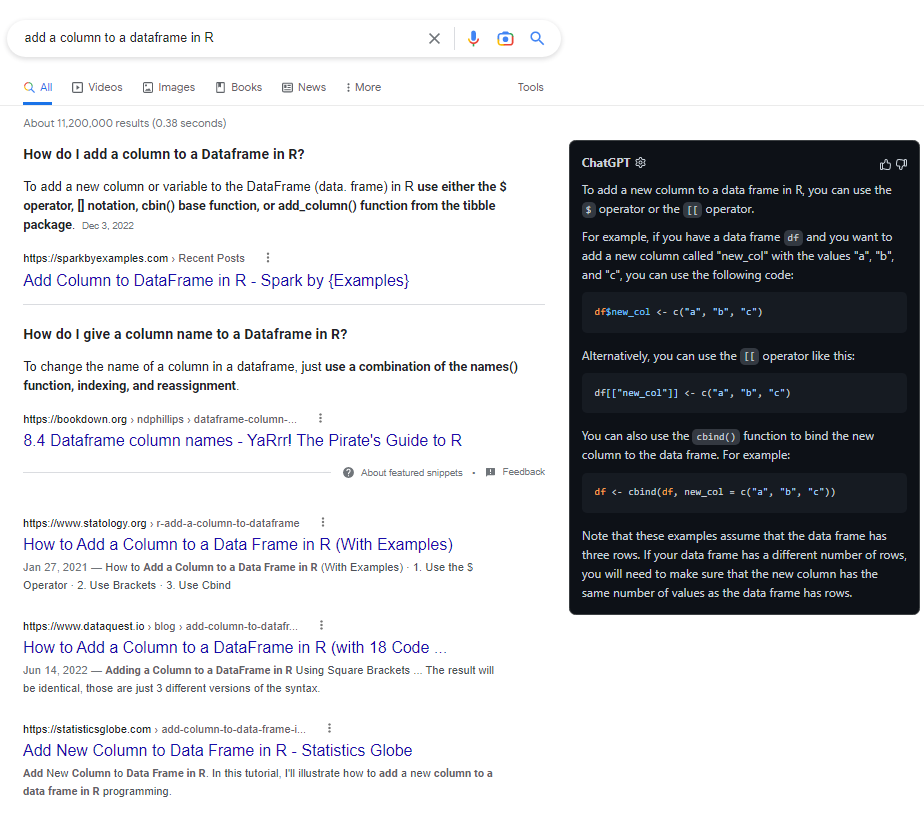 add a column to a dataframe in R
All Videos Images Books News More Tools
About 11,200,000 results (0.38 seconds)
How do I add a column to a Dataframe in R?
To add a new column or variable to the DataFrame (data. frame) in R use either the $
operator, [] notation, cbin() base function, or add_column() function from the tibble
package. Dec 3, 2022
https://sparkbyexamples.com › Recent Posts
Add Column to DataFrame in R - Spark by {Examples}
How do I give a column name to a Dataframe in R?
To change the name of a column in a dataframe, just use a combination of the names()
function, indexing, and reassignment.
https://bookdown.org › ndphillips › dataframe-column-...
8.4 Dataframe column names - YaRrr! The Pirate's Guide to R
About featured snippets • Feedback
https://www.statology.org › r-add-a-column-to-dataframe
How to Add a Column to a Data Frame in R (With Examples)
Jan 27, 2021 — How to Add a Column to a Data Frame in R (With Examples) · 1. Use the $
Operator · 2. Use Brackets · 3. Use Cbind
https://www.dataquest.io › blog › add-column-to-datafr...
How to Add a Column to a DataFrame in R (with 18 Code ...
Jun 14, 2022 — Adding a Column to a DataFrame in R Using Square Brackets ... The result will
be identical, those are just 3 different versions of the syntax.
https://statisticsglobe.com › add-column-to-data-frame-i...
Add New Column to Data Frame in R - Statistics Globe
Add New Column to Data Frame in R. In this tutorial, I'll illustrate how to add a new column to a
data frame in R programming.
ChatGPT
To add a new column to a data frame in R, you can use the
$ operator or the [[ operator.
For example, if you have a data frame df and you want to
add a new column called "new_col" with the values "a", "b",
and "c", you can use the following code:
df$new_col <- c("a", "b", "c")
Alternatively, you can use the [[ operator like this:
df[["new_col"]] <- c("a", "b", "c")
You can also use the cbind() function to bind the new
column to the data frame. For example:
df <- cbind(df, new_col = c("a", "b", "c"))
Note that these examples assume that the data frame has
three rows. If your data frame has a different number of rows,
you will need to make sure that the new column has the
same number of values as the data frame has rows.